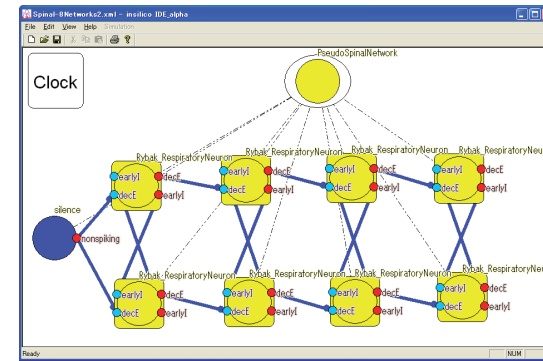 Spinal-8Networks2.xml - insilico IDE_alpha
File Edit View Help Simulation
Clock
PseudoSpinalNetwork
Rybak_RespiratoryNeuron Rybak_RespiratoryNeuron Rybak_RespiratoryNeuron Rybak_RespiratoryNeu
earlyI decE earlyI decE earlyI decE earlyI decE
decE earlyI decE earlyI decE earlyI decE earlyI
silence
nonspiking
Rybak_RespiratoryNeuron Rybak_RespiratoryNeuron Rybak_RespiratoryNeuron Rybak_RespiratoryNeu
earlyI decE earlyI decE earlyI decE earlyI decE
decE earlyI decE earlyI decE earlyI decE earlyI
Ready NUM